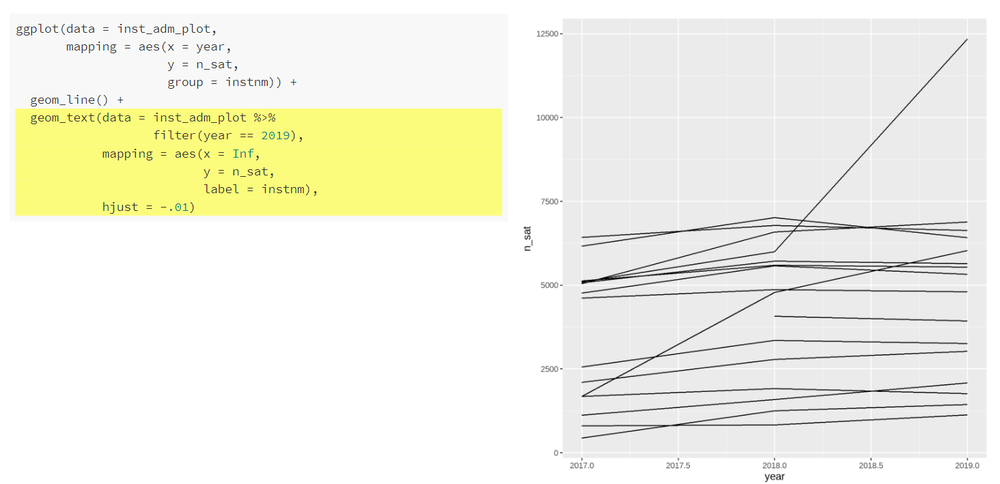 ggplot(data = inst_adm_plot,
mapping = aes(x = year,
y = n_sat,
group = instnm)) +
geom_line() +
geom_text(data = inst_adm_plot %>%
filter(year == 2019),
mapping = aes(x = Inf,
y = n_sat,
label = instnm),
hjust = -.01)
12500
10000
7500
5000
2500
0
n_sat
2017.0 2017.5 2018.0 2018.5 2019.0
year